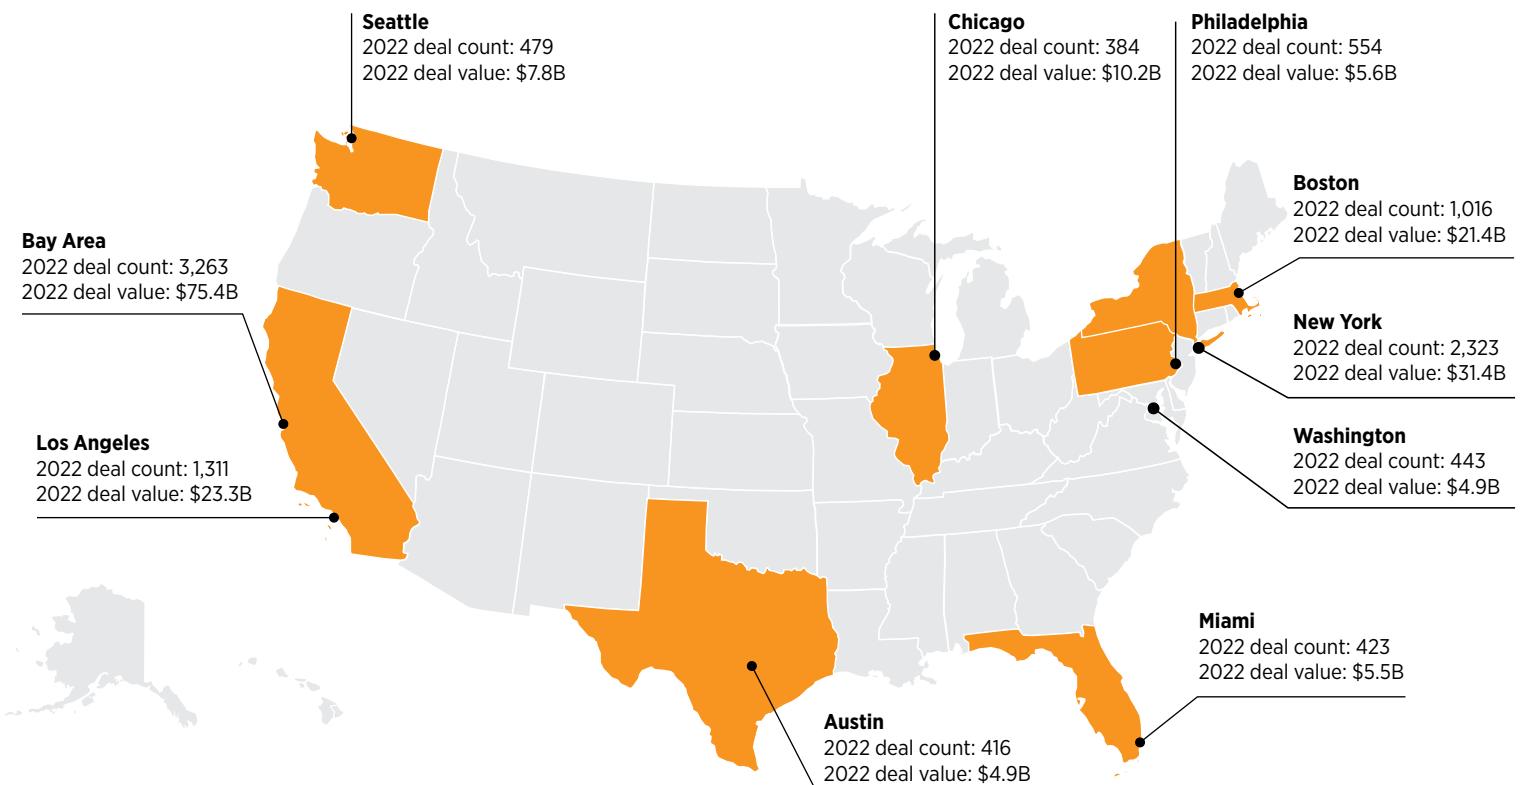 Seattle
2022 deal count: 479
2022 deal value: $7.8B
Chicago
2022 deal count: 384
2022 deal value: $10.2B
Philadelphia
2022 deal count: 554
2022 deal value: $5.6B
Boston
2022 deal count: 1,016
2022 deal value: $21.4B
Bay Area
2022 deal count: 3,263
2022 deal value: $75.4B
New York
2022 deal count: 2,323
2022 deal value: $31.4B
Los Angeles
2022 deal count: 1,311
2022 deal value: $23.3B
Washington
2022 deal count: 443
2022 deal value: $4.9B
Miami
2022 deal count: 423
2022 deal value: $5.5B
Austin
2022 deal count: 416
2022 deal value: $4.9B